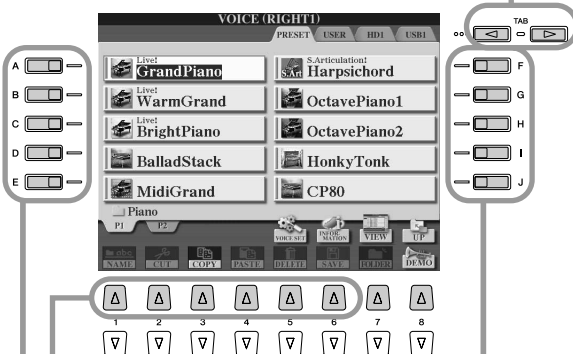 VOICE (RIGHT1)
TAB
PRESET USER HD1 USB1
A Live! GrandPiano S.Art! S.Articulation! Harpsichord F
B Live! WarmGrand OctavePiano1 G
C Live! BrightPiano OctavePiano2 H
D BalladStack HonkyTonk I
E MidiGrand CP80 J
Piano
P1 P2
VOICE SET INFOR-MATION VIEW UP
NAME CUT COPY PASTE DELETE SAVE FOLDER DEMO
1 2 3 4 5 6 7 8